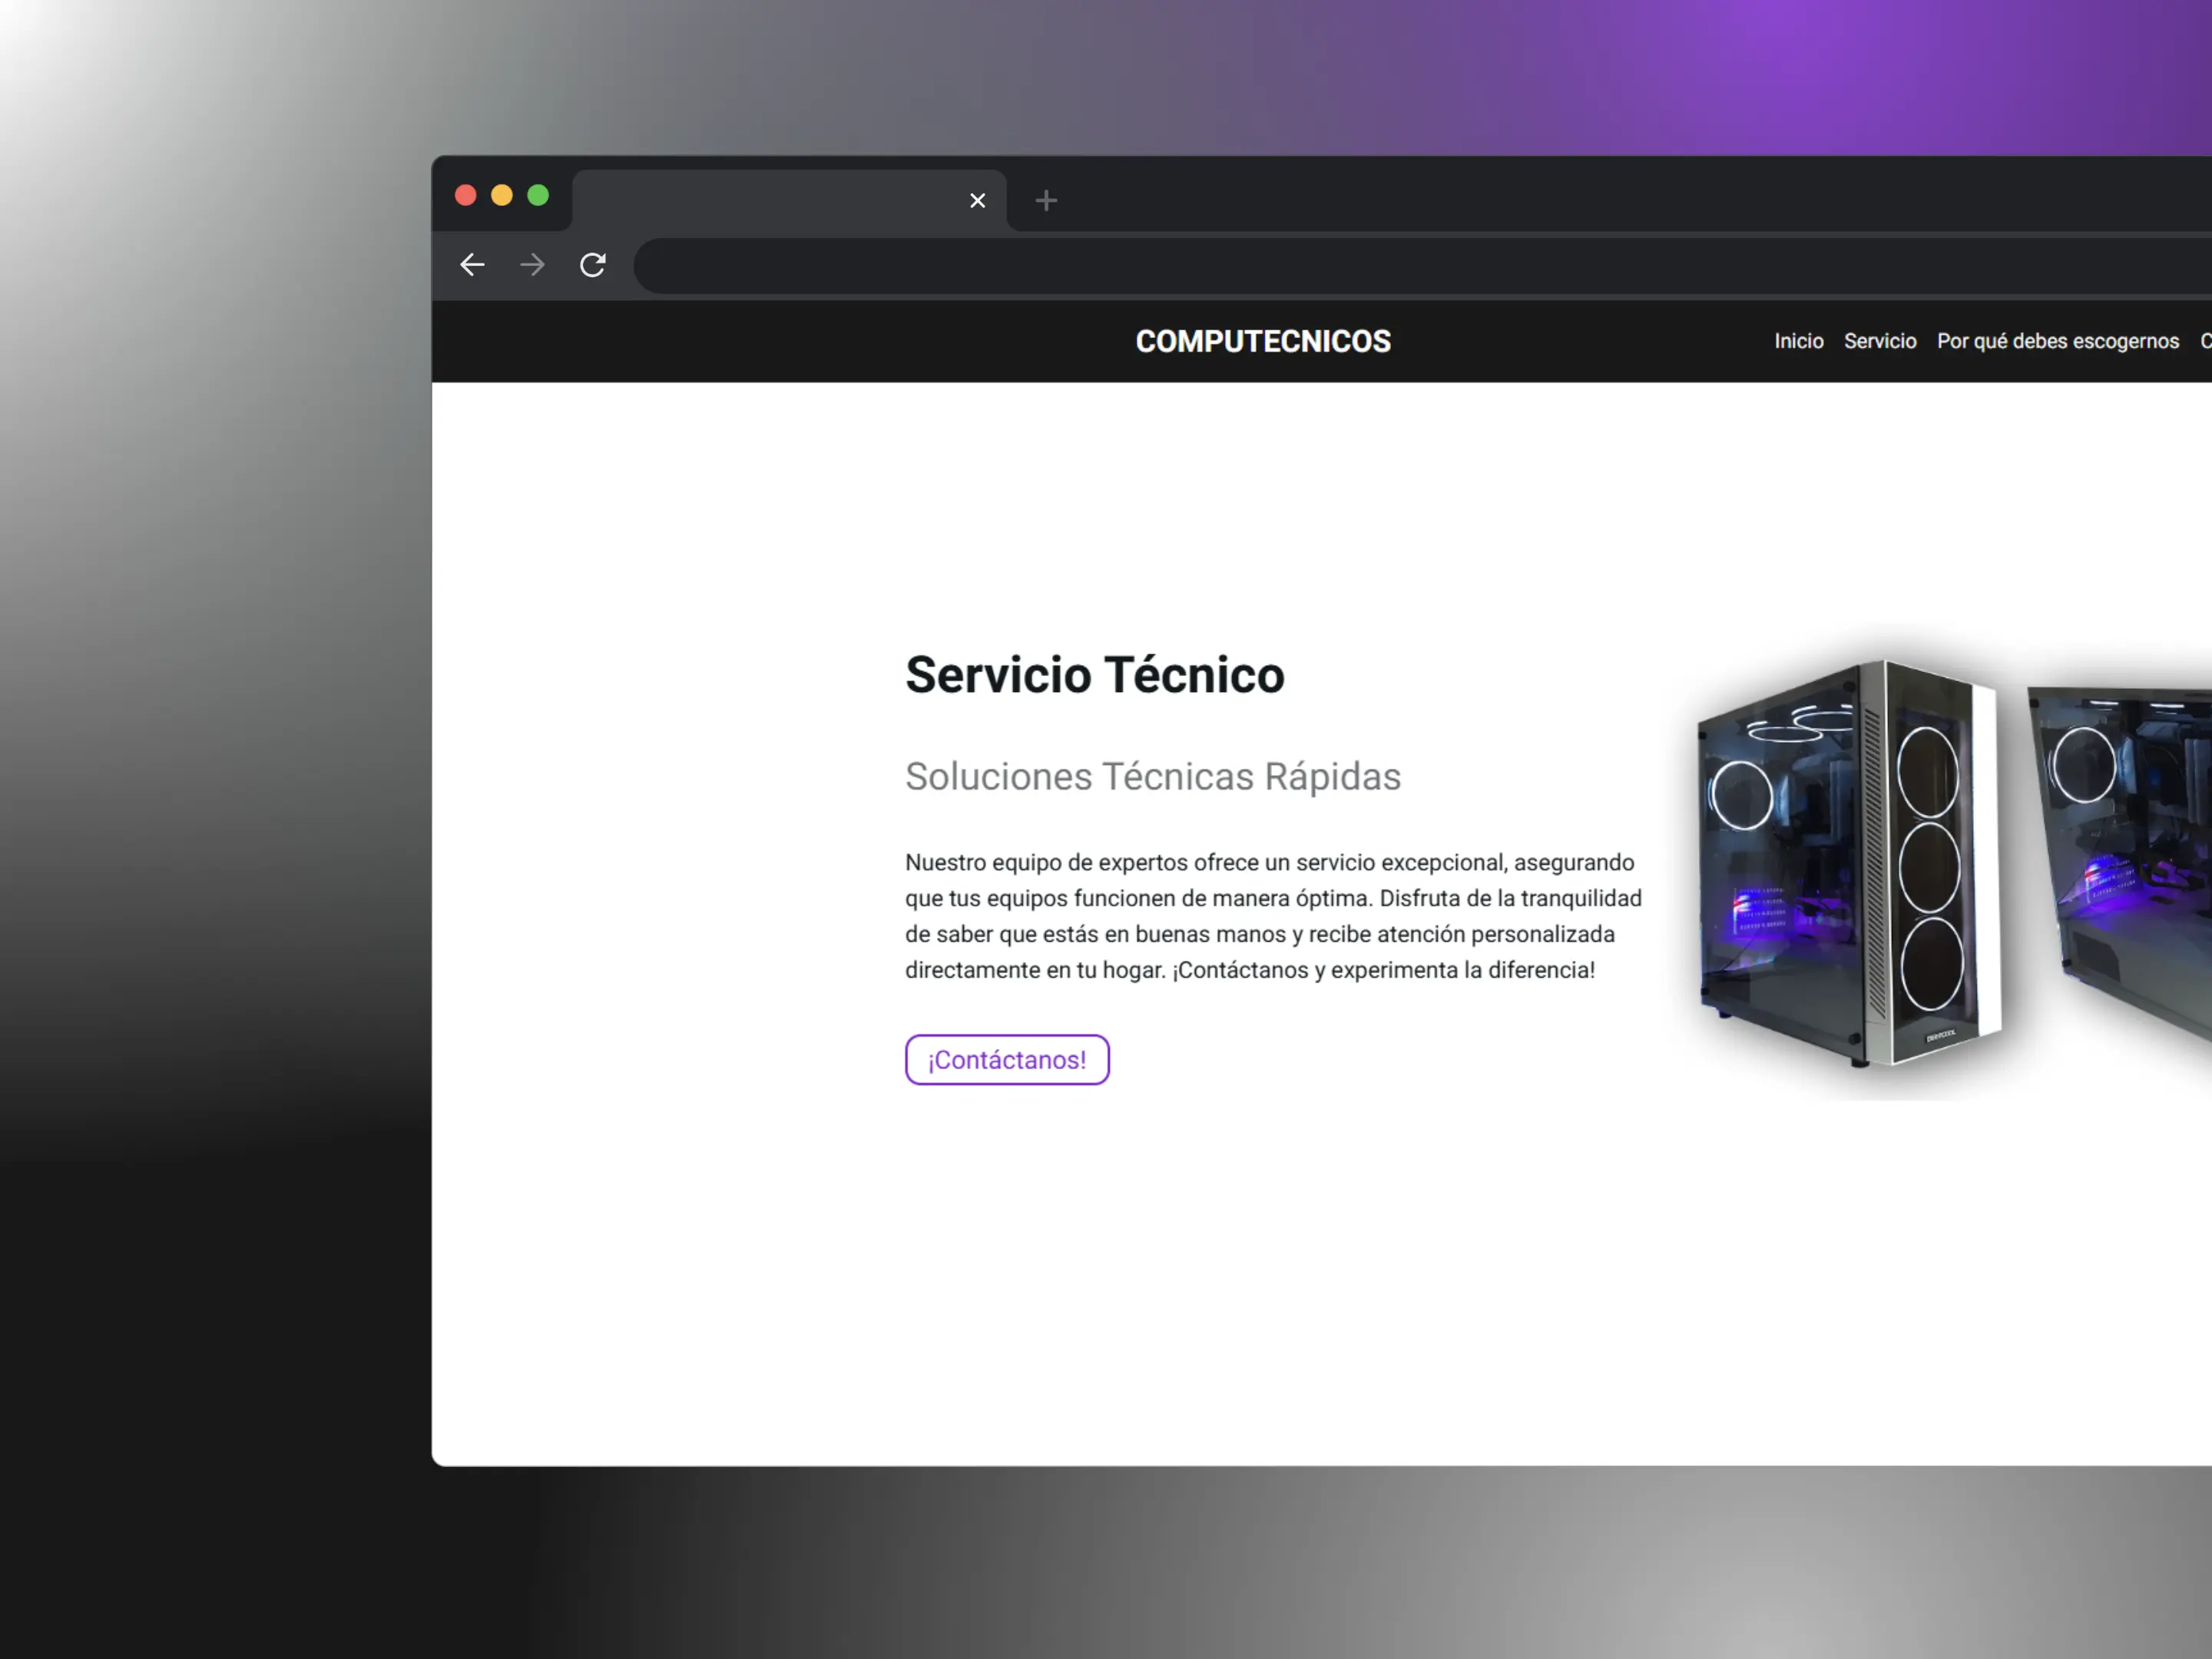 COMPUTECNICOS
Inicio Servicio Por qué debes escogernos C
Servicio Técnico
Soluciones Técnicas Rápidas
Nuestro equipo de expertos ofrece un servicio excepcional, asegurando
que tus equipos funcionen de manera óptima. Disfruta de la tranquilidad
de saber que estás en buenas manos y recibe atención personalizada
directamente en tu hogar. ¡Contáctanos y experimenta la diferencia!
¡Contáctanos!
DEEPCOOL